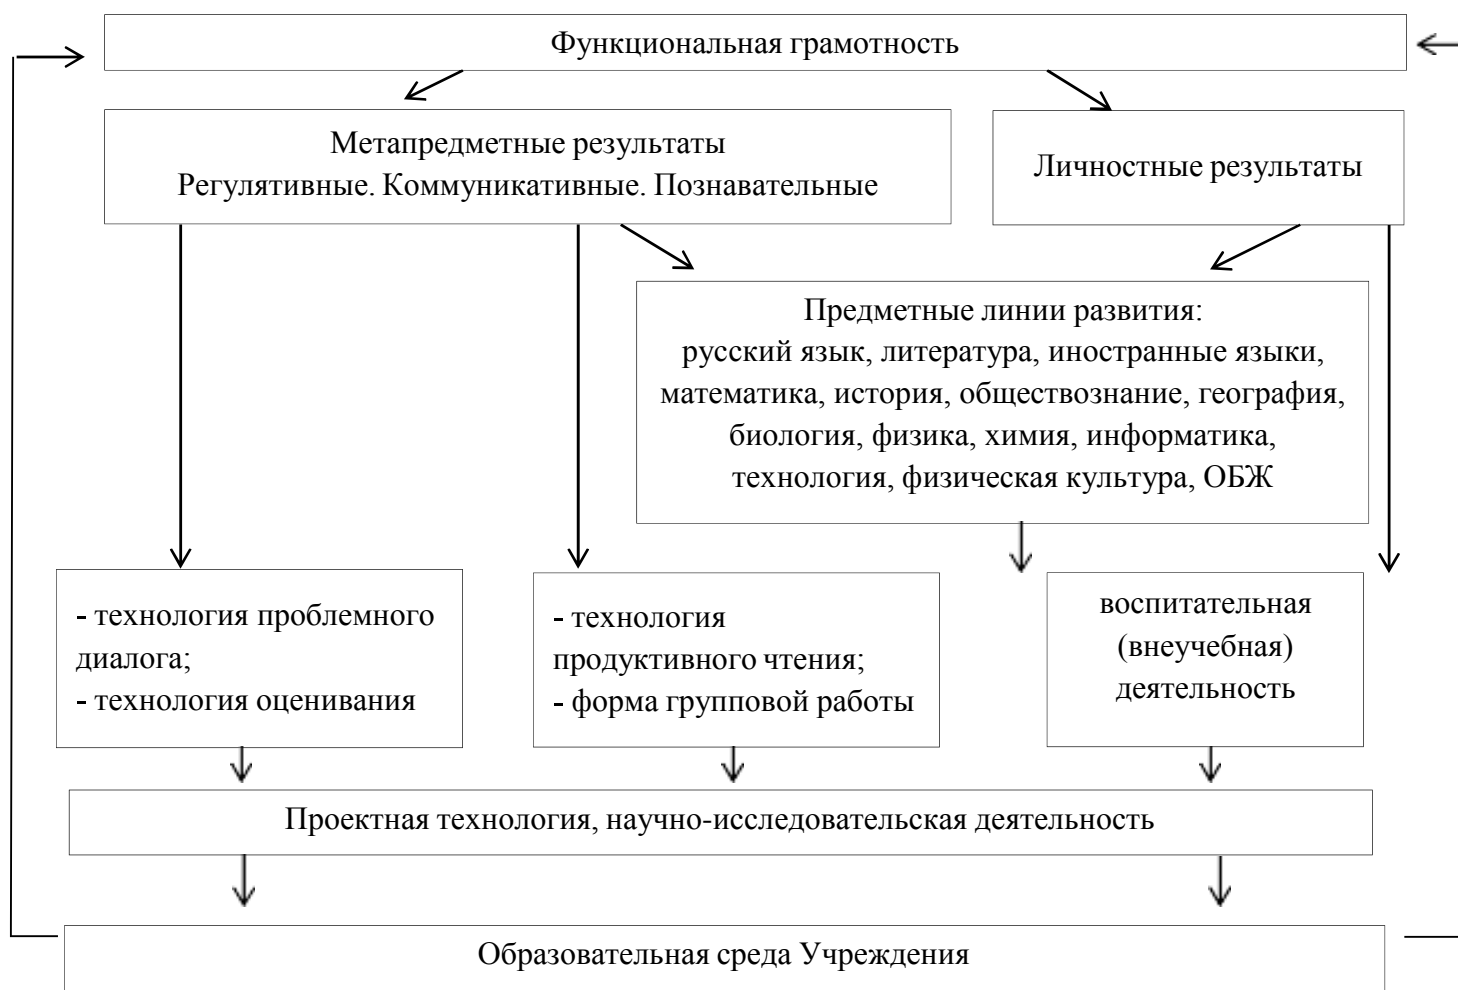 Функциональная грамотность
Метапредметные результаты
Регулятивные. Коммуникативные. Познавательные
Личностные результаты
Предметные линии развития:
русский язык, литература, иностранные языки,
математика, история, обществознание, география,
биология, физика, химия, информатика,
технология, физическая культура, ОБЖ
- технология проблемного
диалога;
- технология оценивания
- технология
продуктивного чтения;
- форма групповой работы
воспитательная
(внеучебная)
деятельность
Проектная технология, научно-исследовательская деятельность
Образовательная среда Учреждения